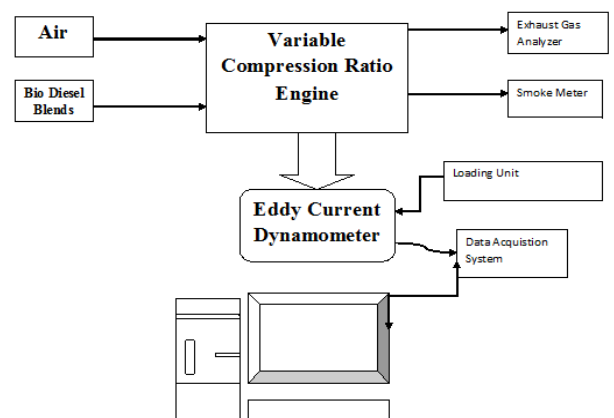 Air
Variable
Compression Ratio
Engine
Exhaust Gas
Analyzer
Bio Diesel
Blends
Smoke Meter
Loading Unit
Eddy Current
Dynamometer
Data Acquistion
System